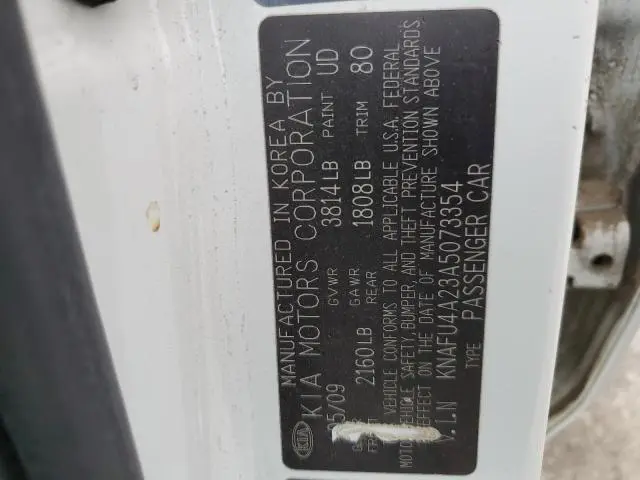 MANUFACTURED IN KOREA BY
KIA KIA MOTORS CORPORATION
05/09 GVWR 3814LB PAINT UD
2160LB GAWR REAR 1808LB TRIM 80
VEHICLE CONFORMS TO ALL APPLICABLE U.S.A. FEDERAL
MOTOR VEHICLE SAFETY, BUMPER, AND THEFT PREVENTION STANDARDS
EFFECT ON THE DATE OF MANUFACTURE SHOWN ABOVE
V.I.N KNAFU4A23A5073354
TYPE PASSENGER CAR